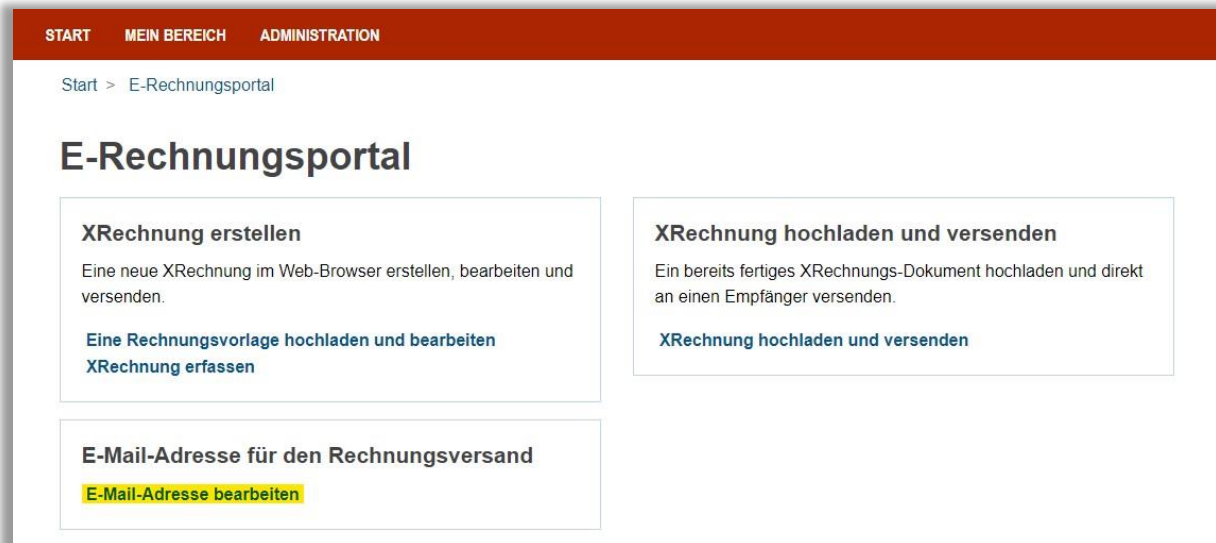 START MEIN BEREICH ADMINISTRATION
Start > E-Rechnungsportal
E-Rechnungsportal
XRechnung erstellen
Eine neue XRechnung im Web-Browser erstellen, bearbeiten und
versenden.
Eine Rechnungsvorlage hochladen und bearbeiten
XRechnung erfassen
XRechnung hochladen und versenden
Ein bereits fertiges XRechnungs-Dokument hochladen und direkt
an einen Empfänger versenden.
XRechnung hochladen und versenden
E-Mail-Adresse für den Rechnungsversand
E-Mail-Adresse bearbeiten